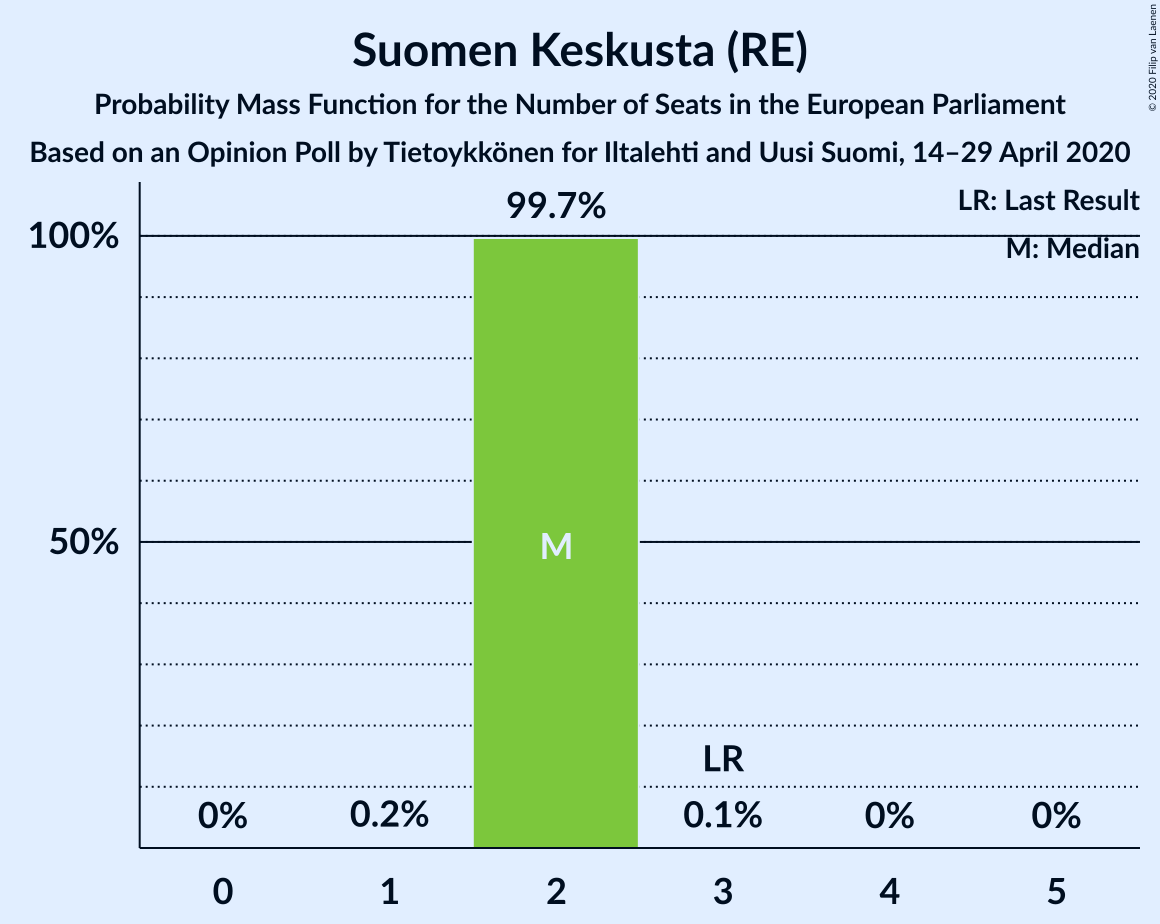 Suomen Keskusta (RE)
Probability Mass Function for the Number of Seats in the European Parliament
Based on an Opinion Poll by Tietoykkönen for Iltalehti and Uusi Suomi, 14–29 April 2020
© 2020 Filip van Laenen
LR: Last Result
M: Median
99.7%
100%
50%
M
LR
0%
0.2%
0.1%
0%
0%
0
1
2
3
4
5